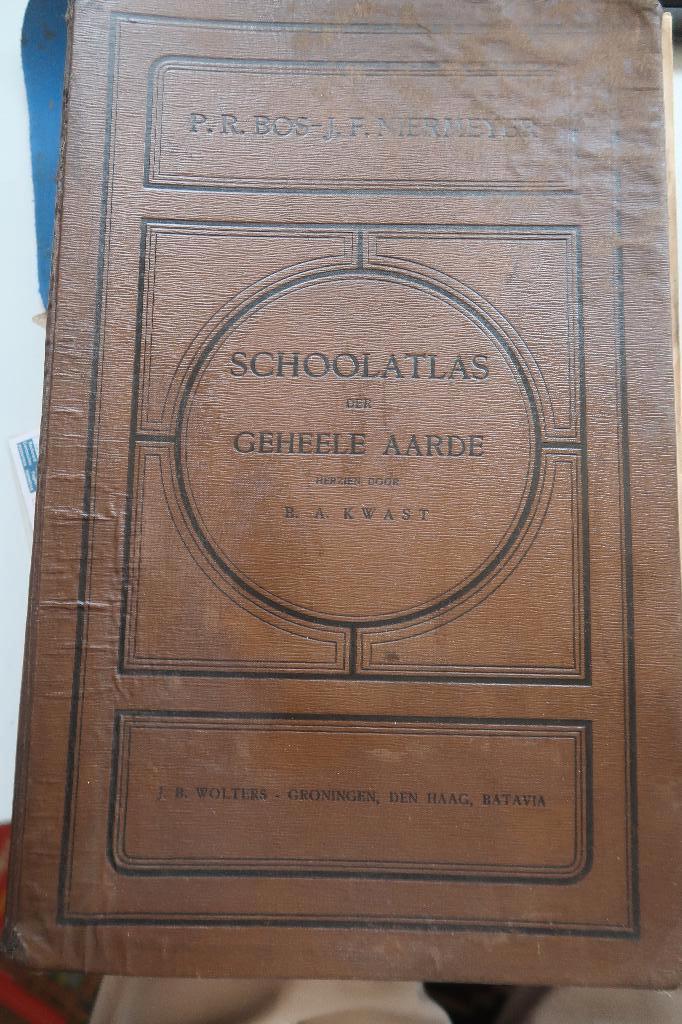 P. R. BOS-J. F. NIERMEYER
SCHOOLATLAS
DER
GEHEELE AARDE
HERZIEN DOOR
B. A. KWAST
J. B. WOLTERS - GRONINGEN, DEN HAAG, BATAVIA